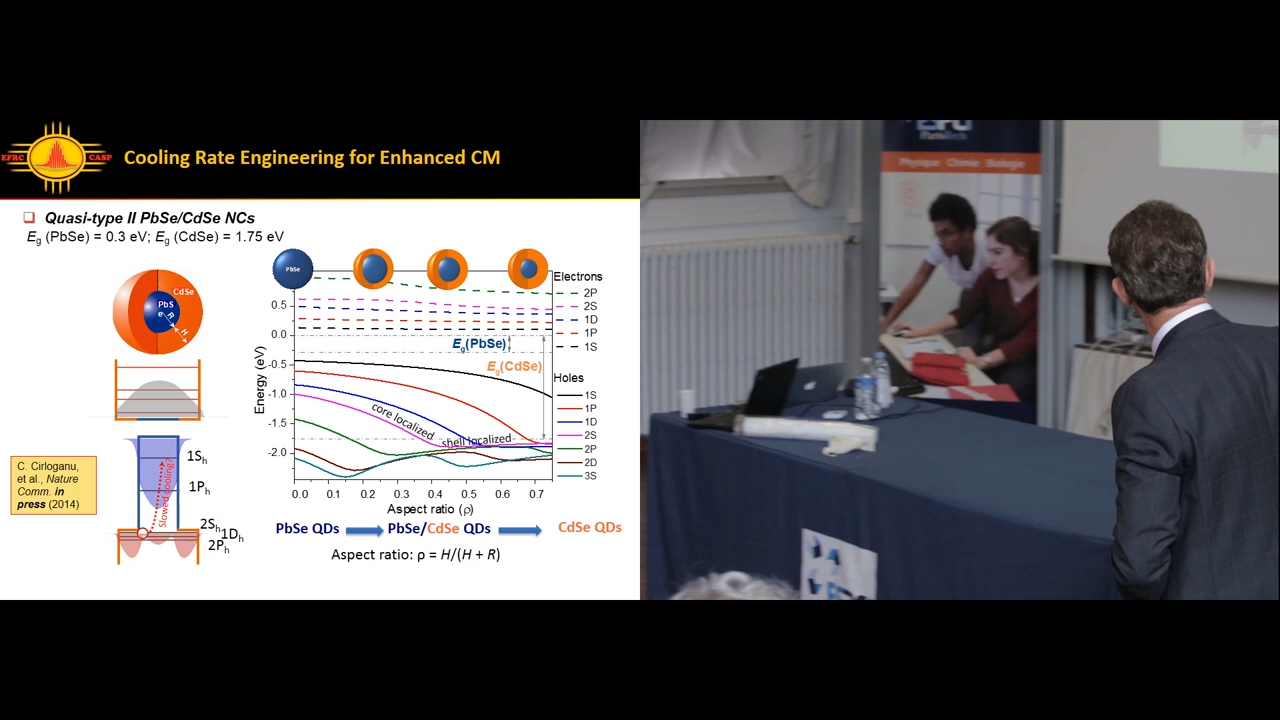 EFRC CASP
Cooling Rate Engineering for Enhanced CM
❑ Quasi-type II PbSe/CdSe NCs
Eg (PbSe) = 0.3 eV; Eg (CdSe) = 1.75 eV
CdSe
PbS
e
R
H
PbSe
Electrons
2P
2S
1D
1P
1S
Holes
1S
1P
1D
2S
2P
2D
3S
Energy (eV)
0.5
0.0
-0.5
-1.0
-1.5
-2.0
Eg(PbSe)
Eg(CdSe)
core localized
shell localized
0.0 0.1 0.2 0.3 0.4 0.5 0.6 0.7
Aspect ratio (ρ)
PbSe QDs PbSe/CdSe QDs CdSe QDs
Aspect ratio: ρ = H/(H + R)
1Sh
1Ph
2Sh
1Dh
2Ph
Slowed cooling?
C. Cirloganu,
et al., Nature
Comm. in
press (2014)
ParisTech
Physique Chimie Biologie